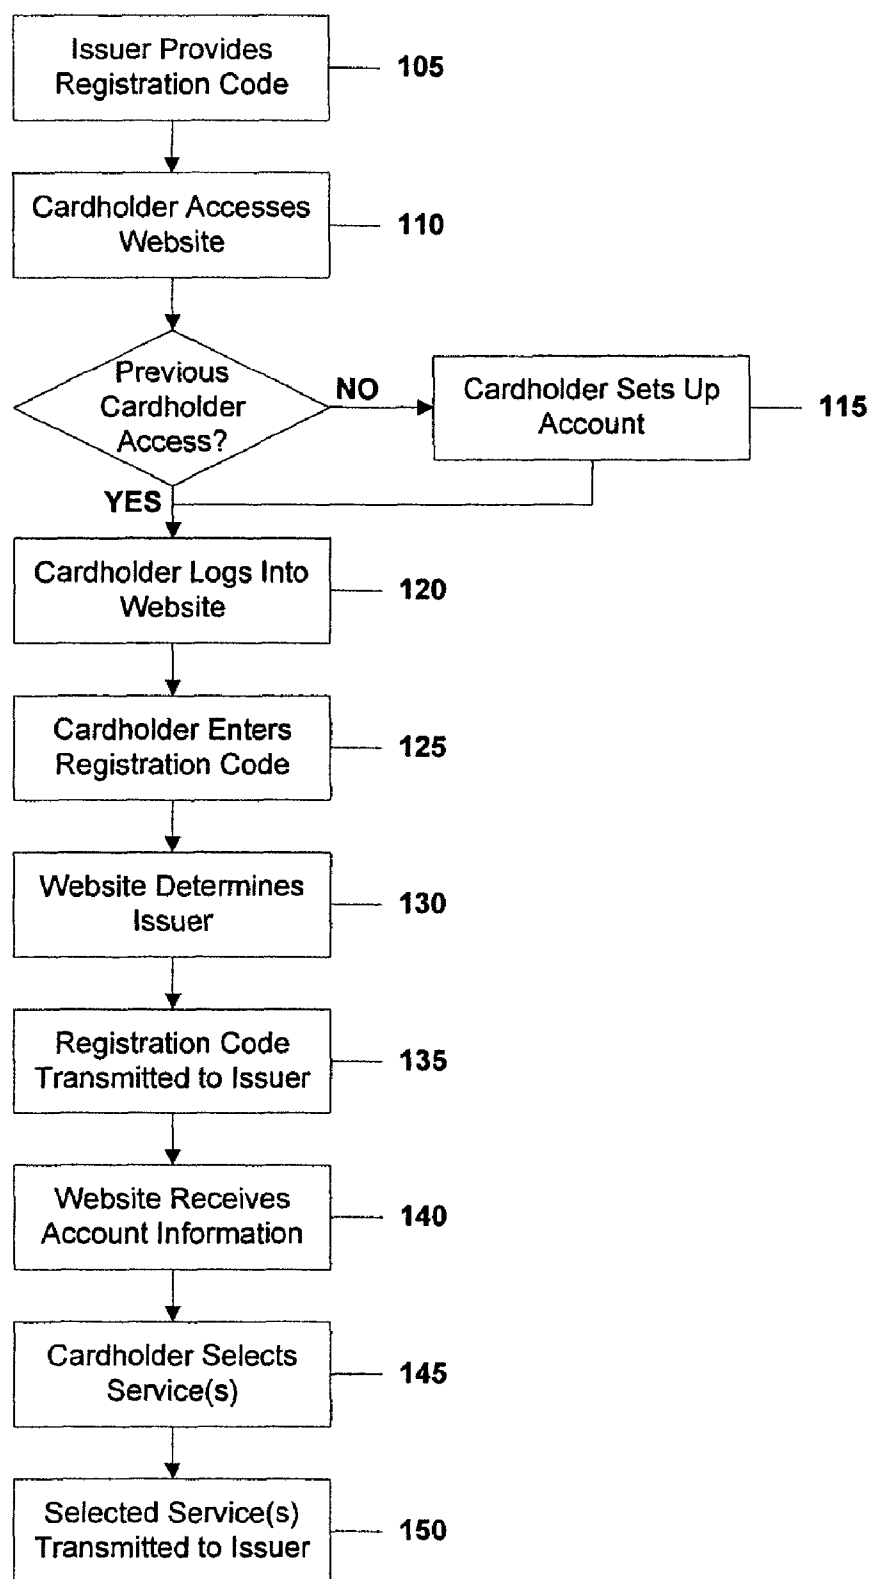 Issuer Provides
Registration Code
105
Cardholder Accesses
Website
110
Previous
Cardholder
Access?
NO
Cardholder Sets Up
Account
115
YES
Cardholder Logs Into
Website
120
Cardholder Enters
Registration Code
125
Website Determines
Issuer
130
Registration Code
Transmitted to Issuer
135
Website Receives
Account Information
140
Cardholder Selects
Service(s)
145
Selected Service(s)
Transmitted to Issuer
150